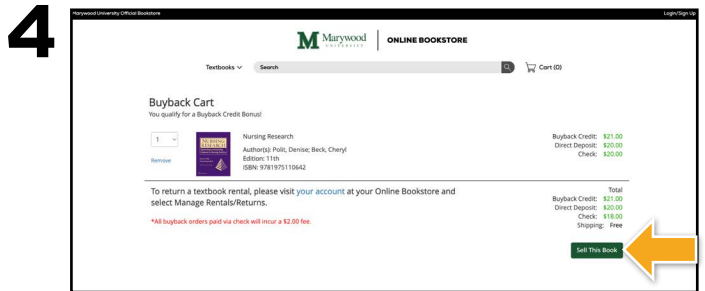 4
Marywood University Official Bookstore
Login/Sign Up
M Marywood UNIVERSITY ONLINE BOOKSTORE
Textbooks Search Cart (0)
Buyback Cart
You qualify for a Buyback Credit Bonus!
1
Remove
NURSING RESEARCH
Nursing Research
Author(s): Polit, Denise; Beck, Cheryl
Edition: 11th
ISBN: 9781975110642
Buyback Credit: $21.00
Direct Deposit: $20.00
Check: $20.00
To return a textbook rental, please visit your account at your Online Bookstore and
select Manage Rentals/Returns.
*All buyback orders paid via check will incur a $2.00 fee.
Total
Buyback Credit: $21.00
Direct Deposit: $20.00
Check: $18.00
Shipping: Free
Sell This Book